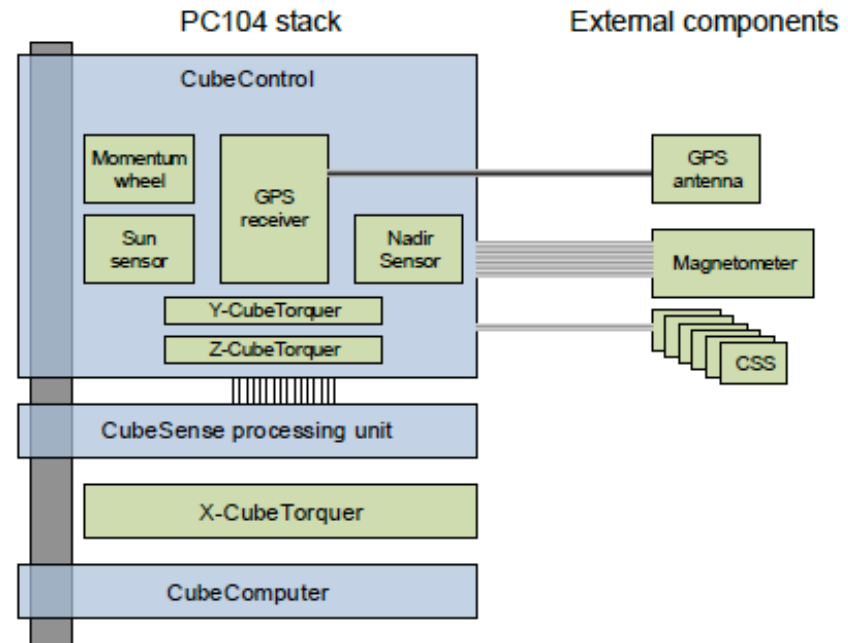 PC104 stack
External components
CubeControl
Momentum
wheel
GPS
receiver
GPS
antenna
Sun
sensor
Nadir
Sensor
Magnetometer
Y-CubeTorquer
Z-CubeTorquer
CSS
CubeSense processing unit
X-CubeTorquer
CubeComputer